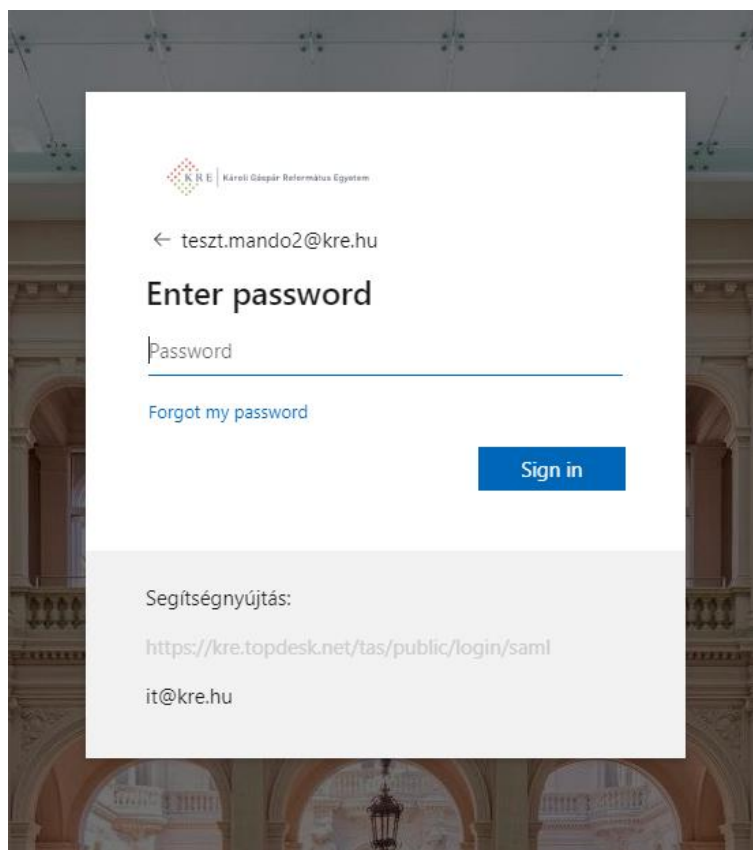 KRE Károli Gáspár Református Egyetem
← teszt.mando2@kre.hu
Enter password
Password
Forgot my password
Sign in
Segítségnyújtás:
https://kre.topdesk.net/tas/public/login/saml
it@kre.hu